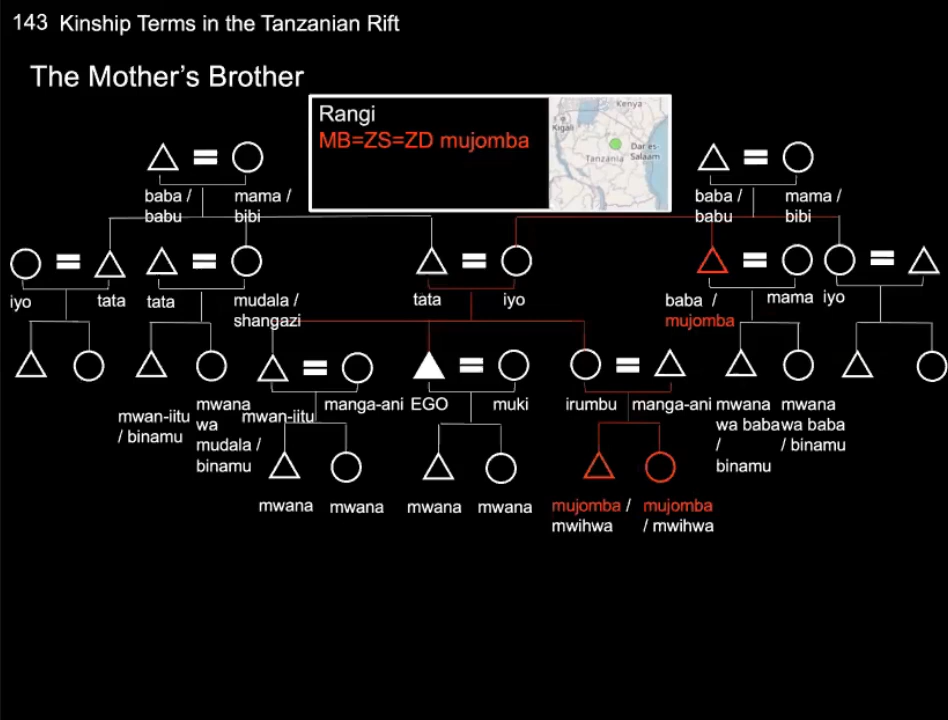 143 Kinship Terms in the Tanzanian Rift
The Mother's Brother
Rangi
MB=ZS=ZD mujomba
Kenya
Kigali
Dar es
Salaam
Tanzania
baba /
babu
mama /
bibi
baba /
babu
mama /
bibi
iyo
tata
tata
mudala /
shangazi
tata
iyo
baba /
mujomba
mama
iyo
mwan-iitu
/ binamu
mwana
wa
mudala /
binamu
mwan-iitu
manga-ani
EGO
muki
irumbu
manga-ani
mwana
wa baba
/
binamu
mwana
wa baba
/ binamu
mwana
mwana
mwana
mwana
mujomba /
mwihwa
mujomba
/ mwihwa